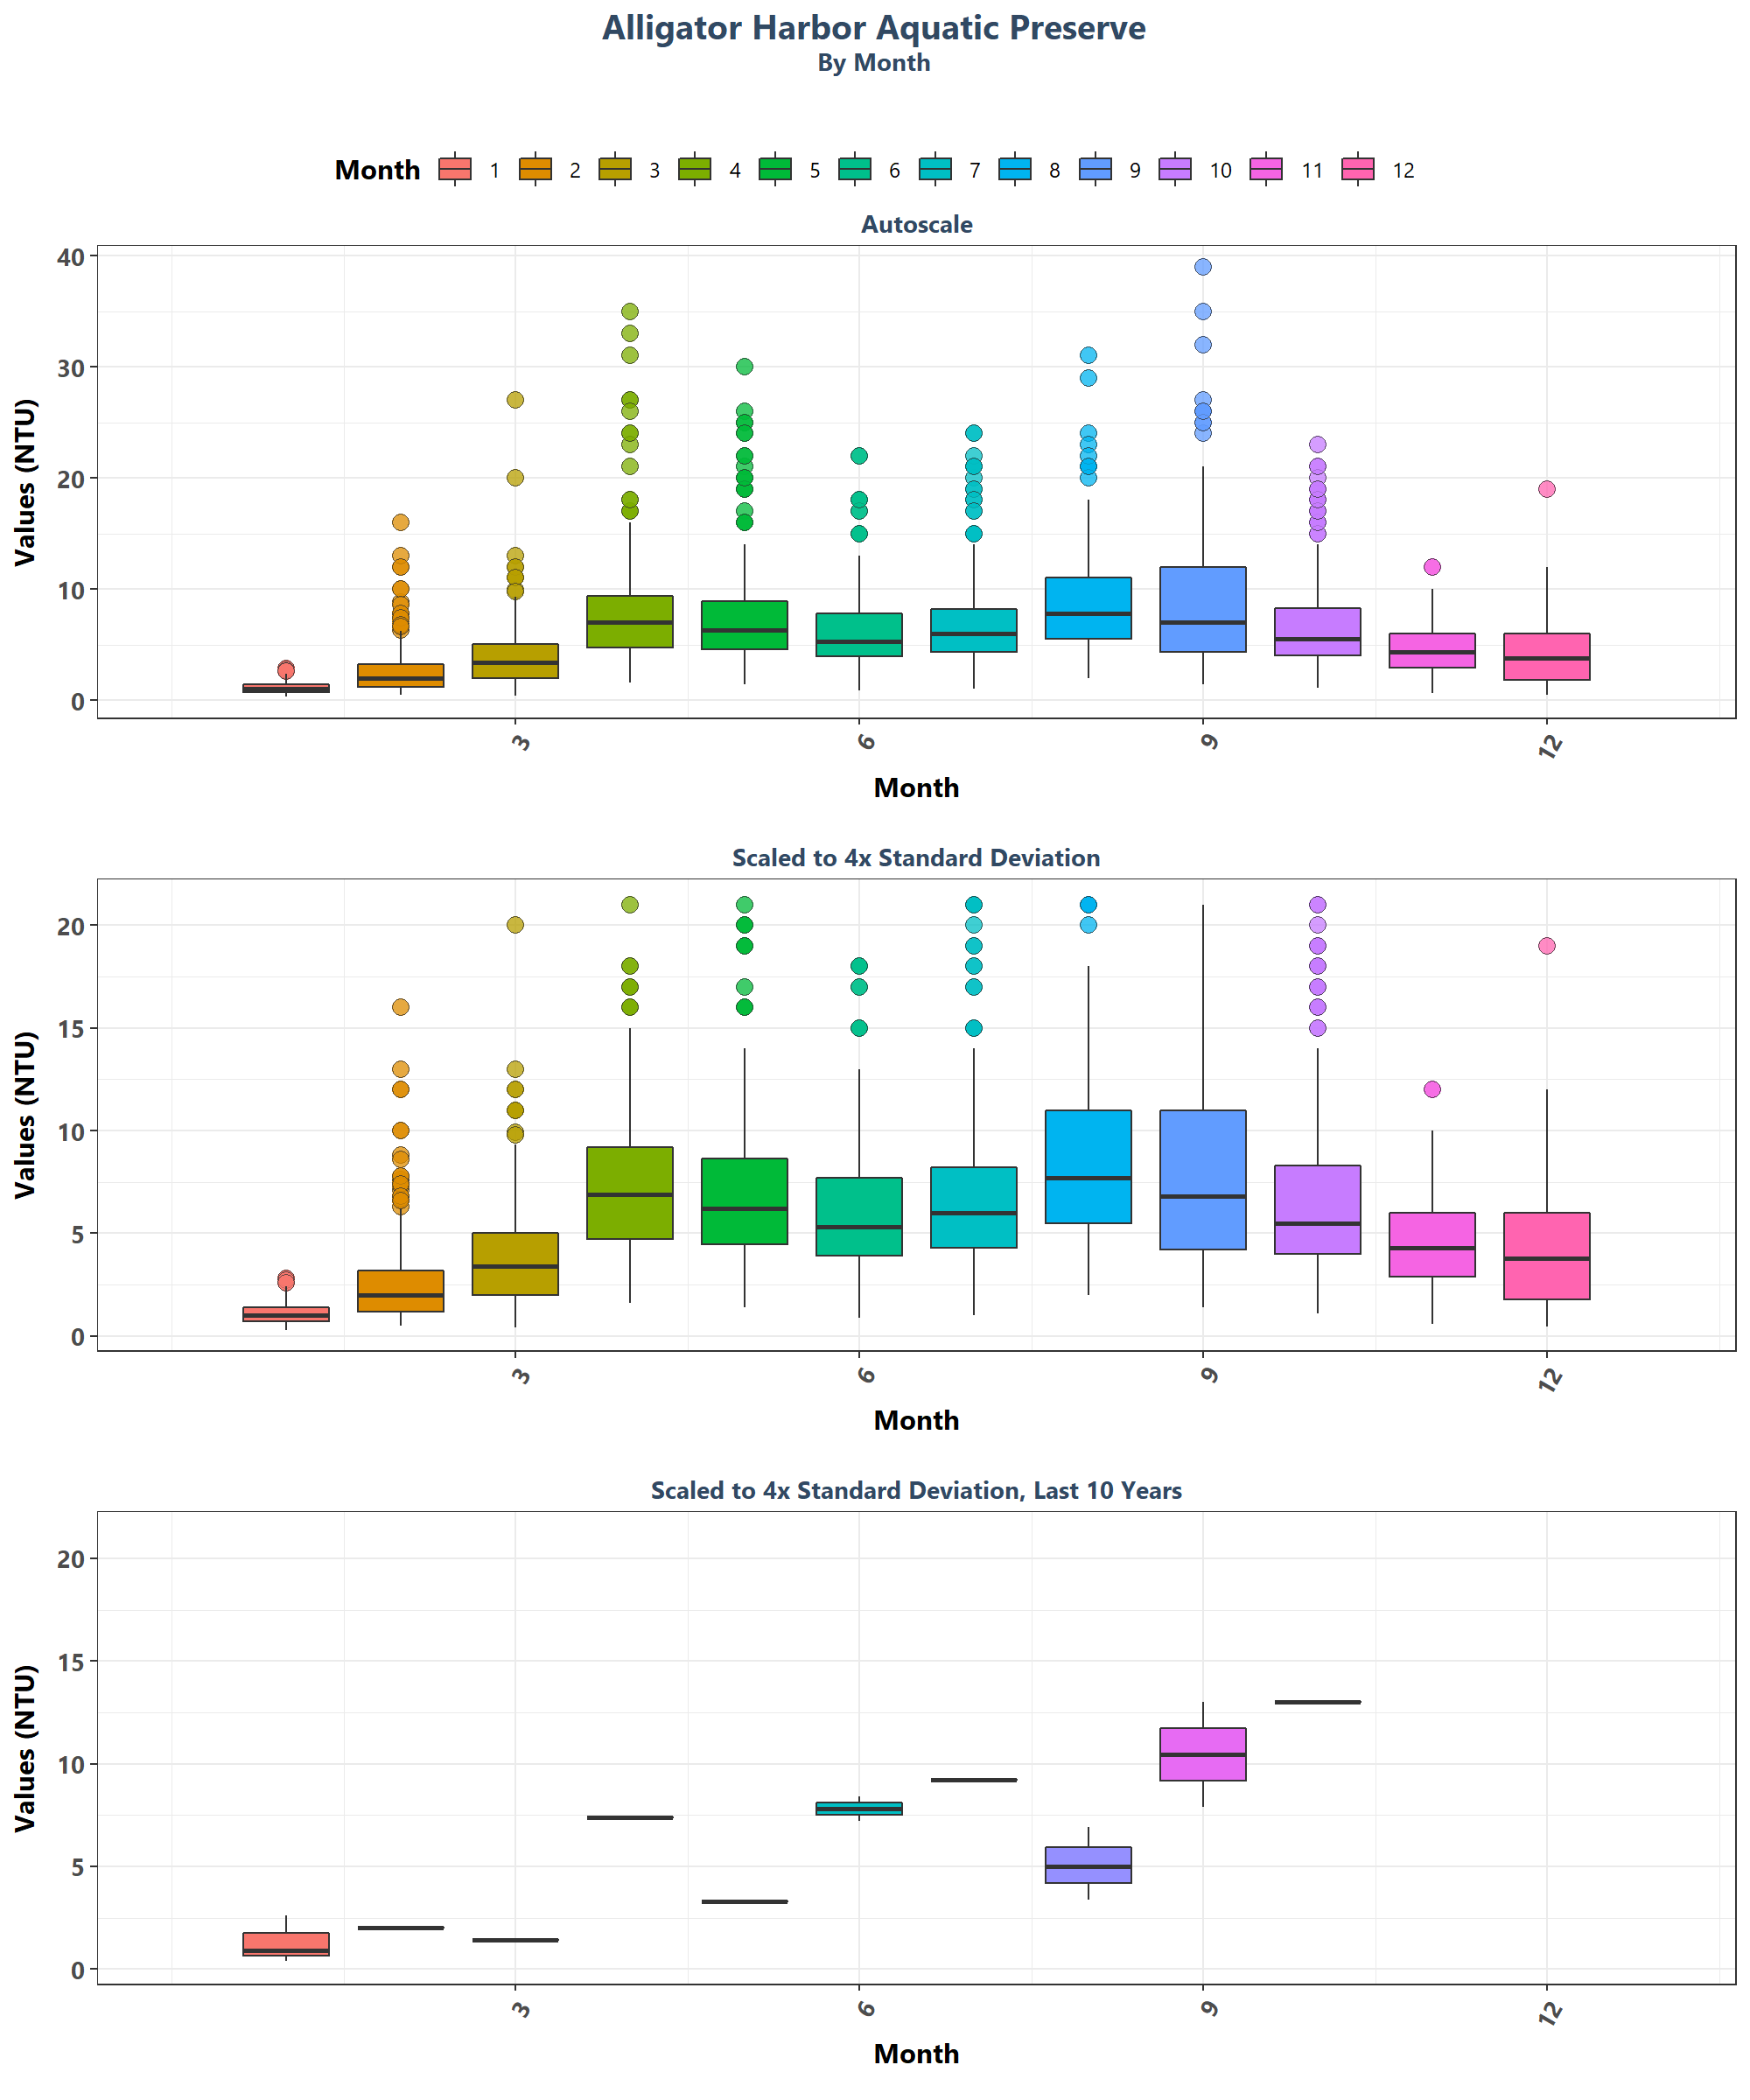 Alligator Harbor Aquatic Preserve
By Month
Month 1 2 3 4 5 6 7 8 9 10 11 12
Autoscale
Values (NTU)
40
30
20
10
0
3 6 9 12
Month
Scaled to 4x Standard Deviation
Values (NTU)
20
15
10
5
0
3 6 9 12
Month
Scaled to 4x Standard Deviation, Last 10 Years
Values (NTU)
20
15
10
5
0
3 6 9 12
Month